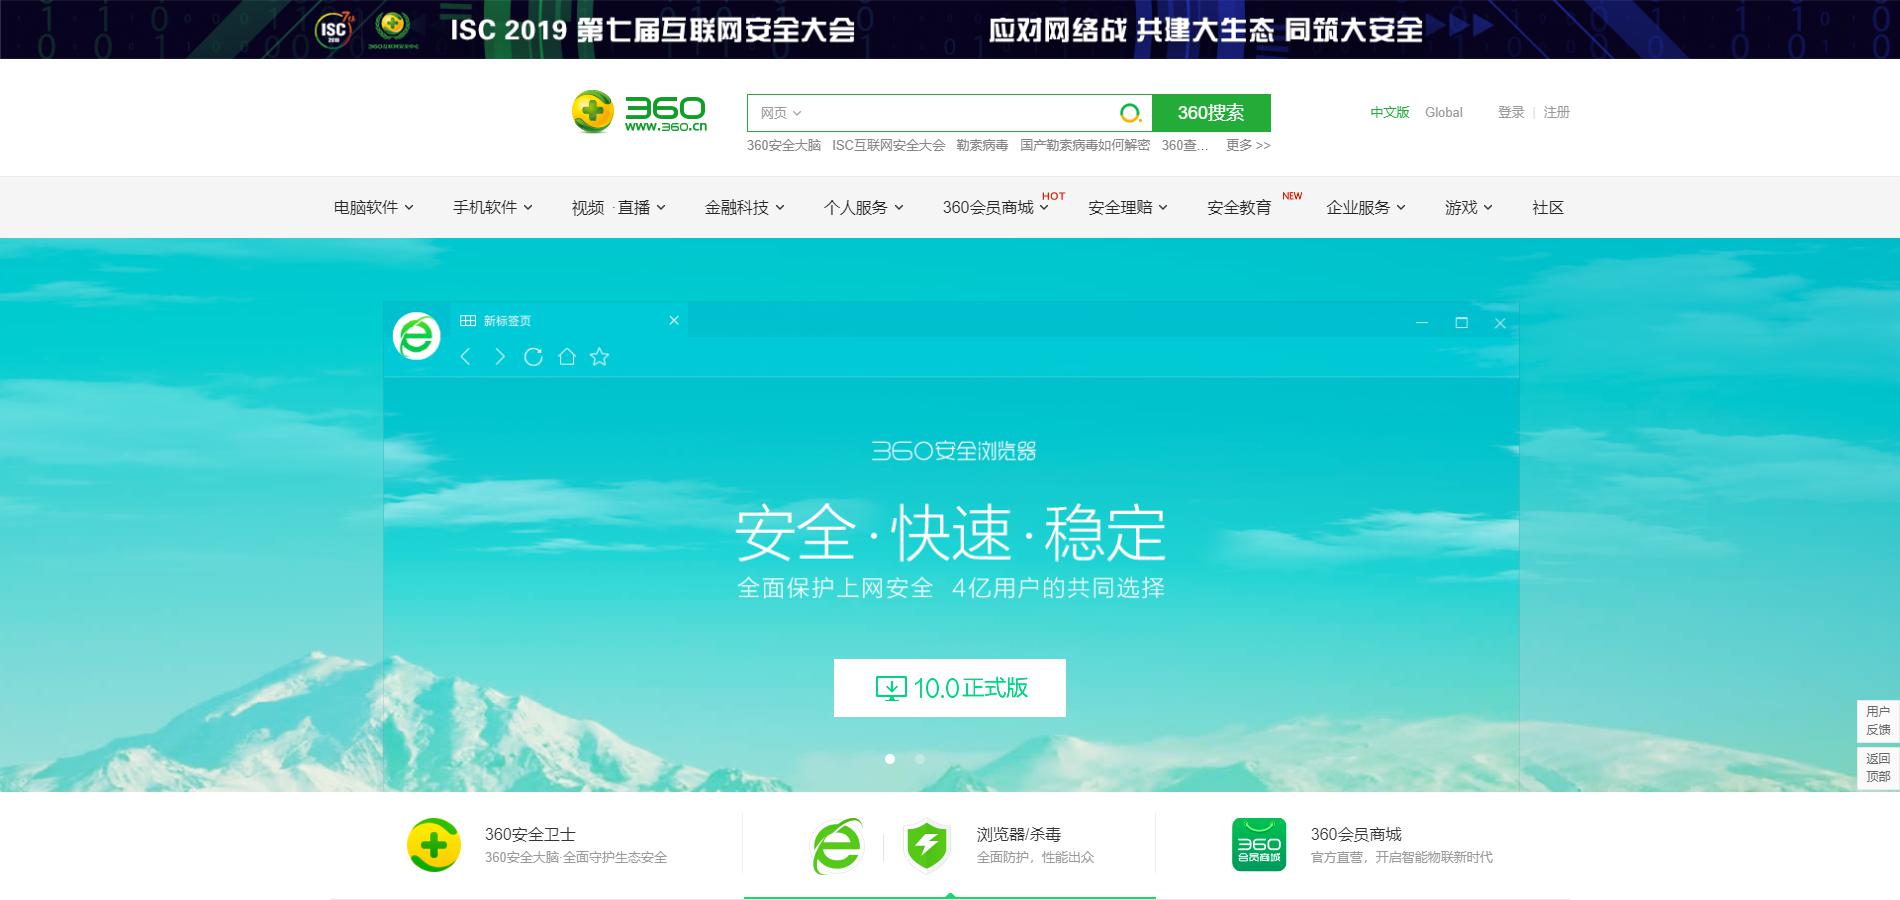 ISC 2019 第七届互联网安全大会 应对网络战 共建大生态 同筑大安全
360
www.360.cn
网页
360搜索
中文版 Global 登录 | 注册
360安全大脑 ISC互联网安全大会 勒索病毒 国产勒索病毒如何解密 360查... 更多 >>
电脑软件 手机软件 视频 ·直播 金融科技 个人服务 360会员商城 HOT 安全理赔 安全教育 NEW 企业服务 游戏 社区
新标签页
360安全浏览器
安全·快速·稳定
全面保护上网安全 4亿用户的共同选择
10.0正式版
用户
反馈
返回
顶部
360安全卫士
360安全大脑·全面守护生态安全
浏览器/杀毒
全面防护，性能出众
360
会员商城
360会员商城
官方直营，开启智能物联新时代